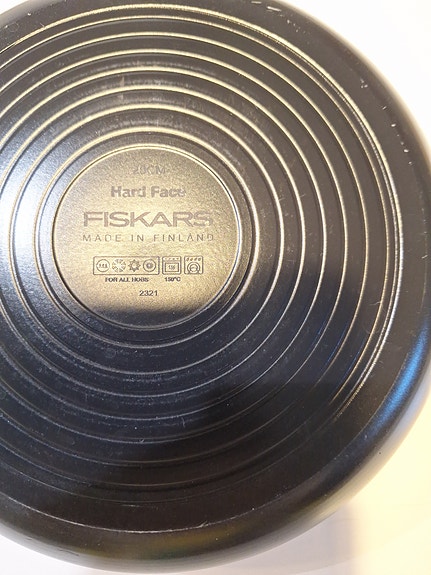 Hard Face
FISKARS
MADE IN FINLAND
FOR ALL HOBS 150°C
2321